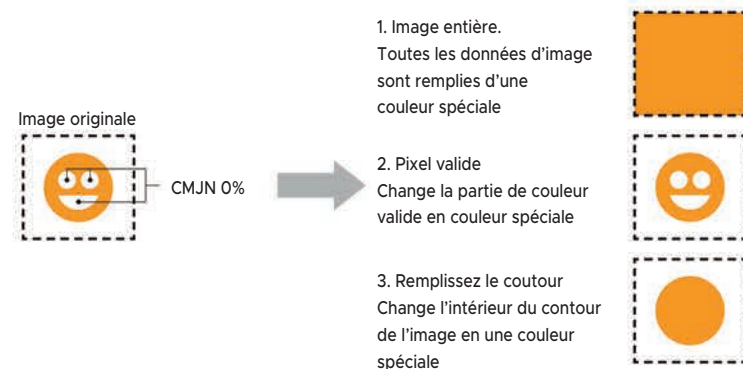 Image originale
CMJN 0%
1. Image entière.
Toutes les données d'image
sont remplies d'une
couleur spéciale
2. Pixel valide
Change la partie de couleur
valide en couleur spéciale
3. Remplissez le coutour
Change l'intérieur du contour
de l'image en une couleur
spéciale